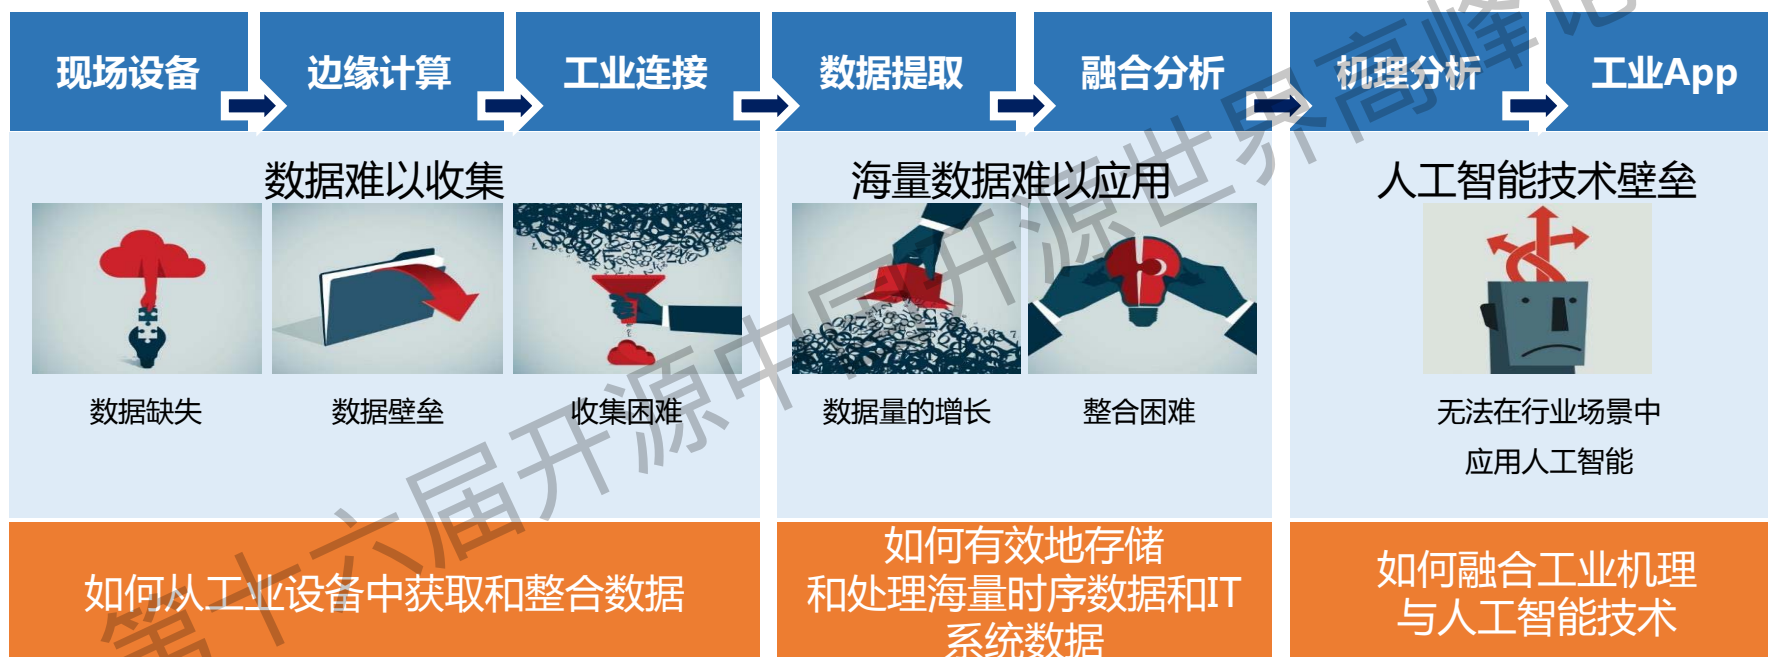 现场设备
边缘计算
工业连接
数据提取
融合分析
机理分析
工业App
数据难以收集
数据缺失
数据壁垒
收集困难
海量数据难以应用
数据量的增长
整合困难
人工智能技术壁垒
无法在行业场景中
应用人工智能
如何从工业设备中获取和整合数据
如何有效地存储
和处理海量时序数据和IT
系统数据
如何融合工业机理
与人工智能技术
第十六届开源中国开源世界高峰论